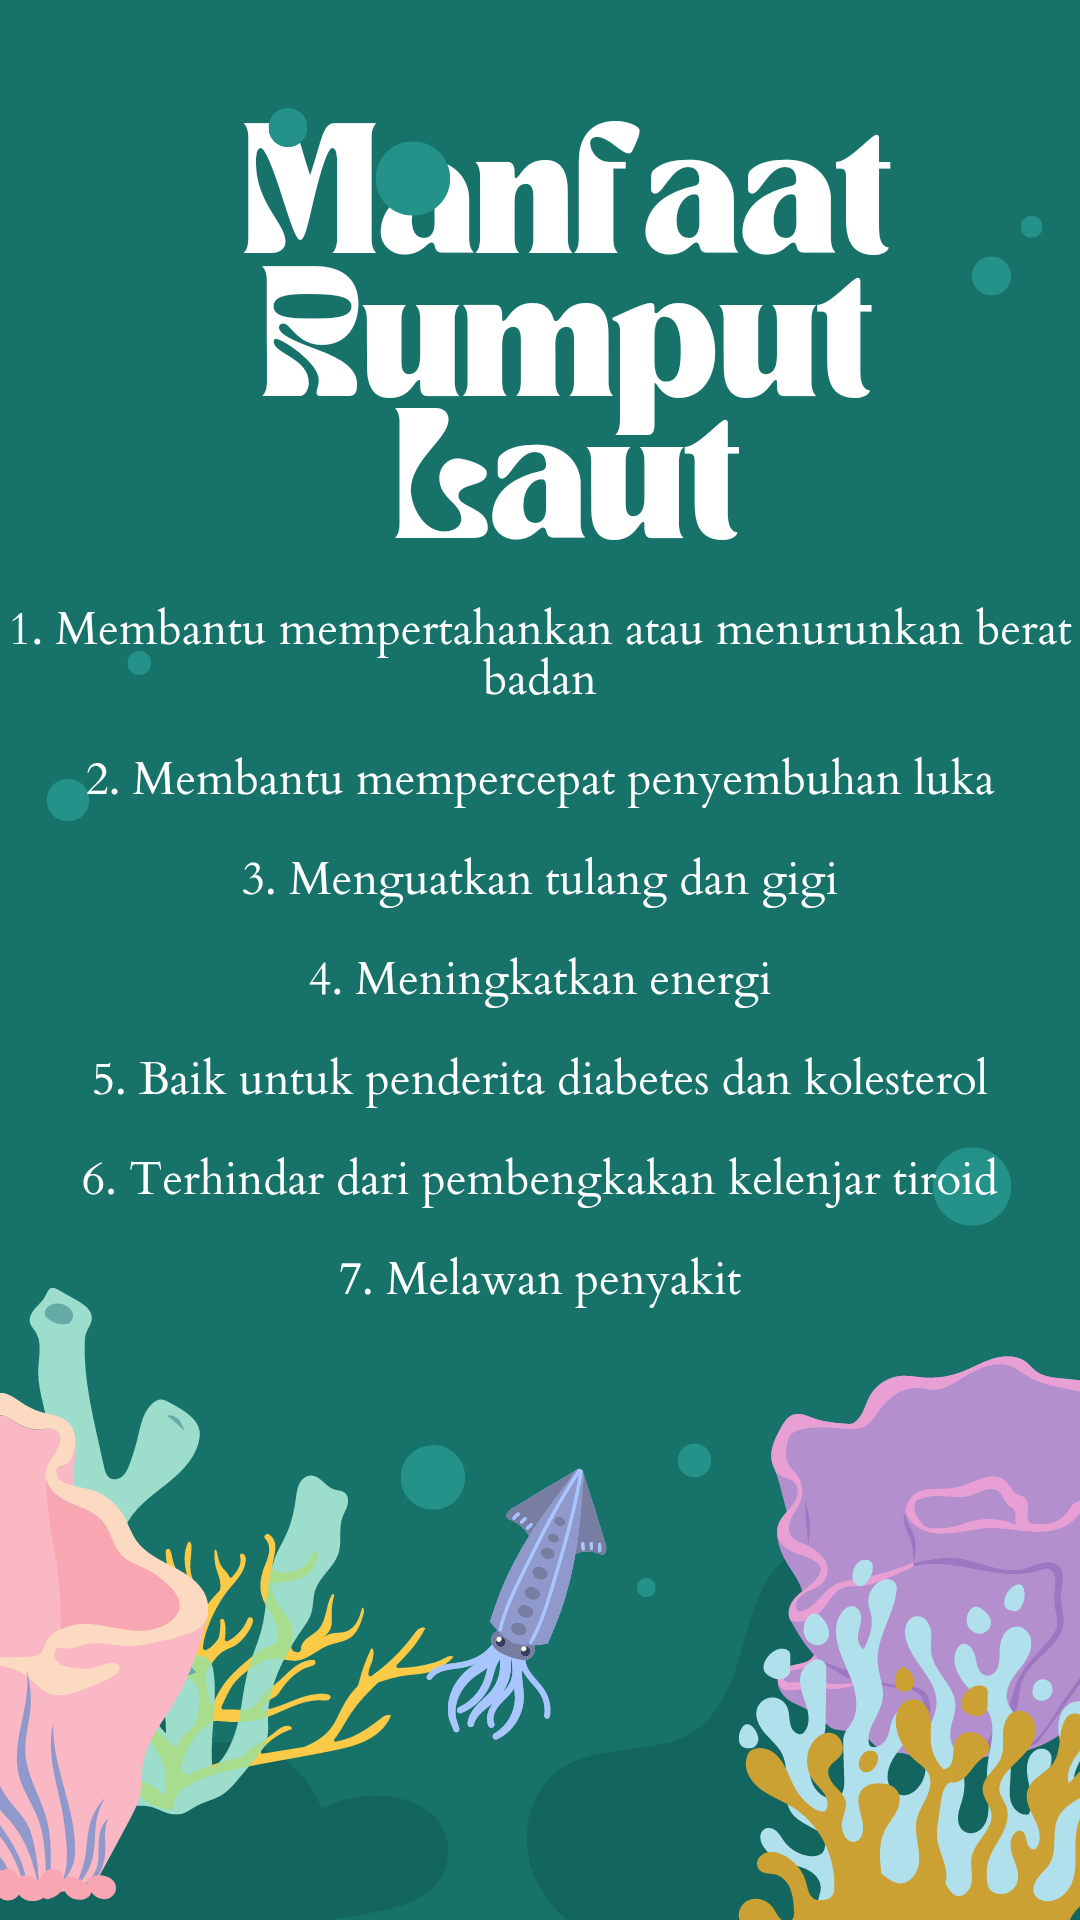 Manfaat
Rumput
Laut
1. Membantu mempertahankan atau menurunkan berat
badan
2. Membantu mempercepat penyembuhan luka
3. Menguatkan tulang dan gigi
4. Meningkatkan energi
5. Baik untuk penderita diabetes dan kolesterol
6. Terhindar dari pembengkakan kelenjar tiroid
7. Melawan penyakit